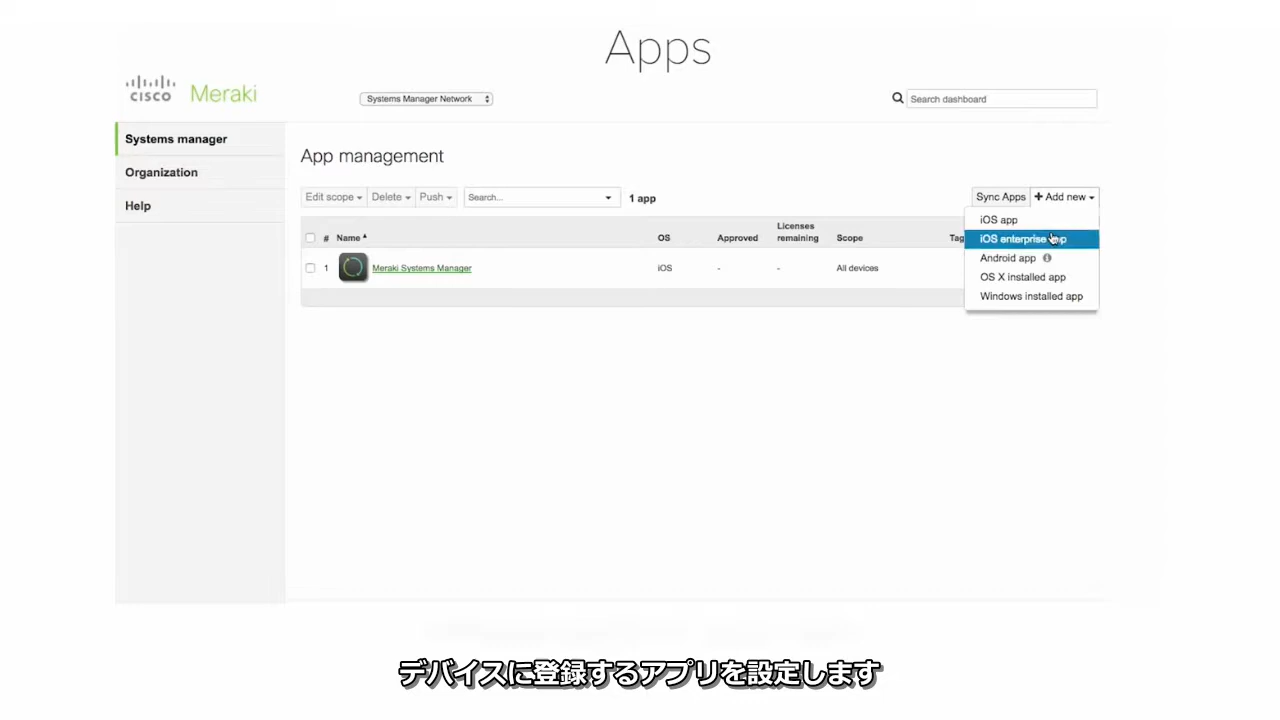 Apps
CISCO Meraki
Systems Manager Network
Search dashboard
Systems manager
Organization
Help
App management
Edit scope
Delete
Push
Search...
1 app
Sync Apps
+ Add new
# Name OS Approved Licenses remaining Scope Tag
1 Meraki Systems Manager iOS - - All devices
iOS app
iOS enterprise
Android app
OS X installed app
Windows installed app
デバイスに登録するアプリを設定します